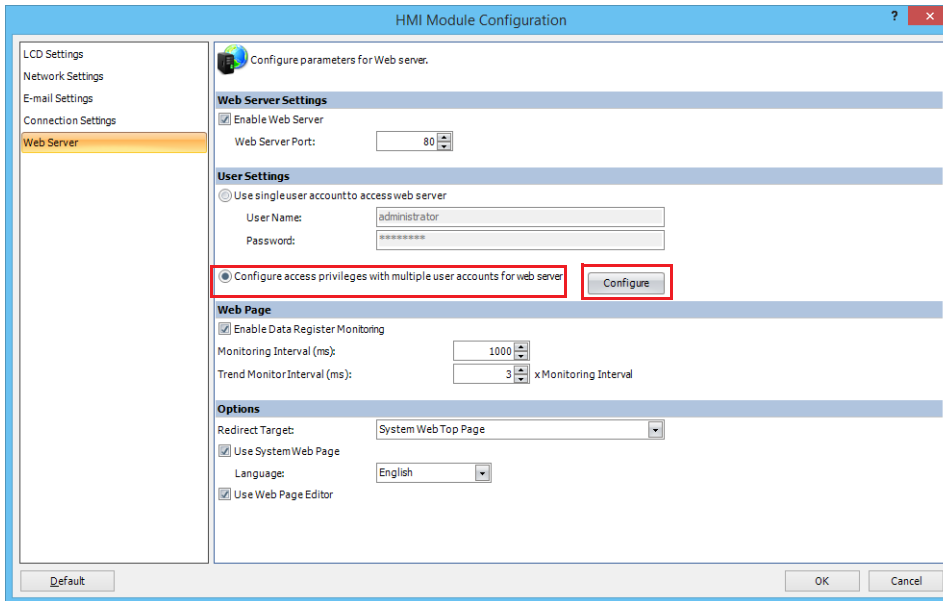 HMI Module Configuration
?
LCD Settings
Network Settings
E-mail Settings
Connection Settings
Web Server
Configure parameters for Web server.
Web Server Settings
Enable Web Server
Web Server Port: 80
User Settings
Use single user account to access web server
User Name: administrator
Password: ********
Configure access privileges with multiple user accounts for web server
Configure
Web Page
Enable Data Register Monitoring
Monitoring Interval (ms): 1000
Trend Monitor Interval (ms): 3 x Monitoring Interval
Options
Redirect Target: System Web Top Page
Use System Web Page
Language: English
Use Web Page Editor
Default OK Cancel